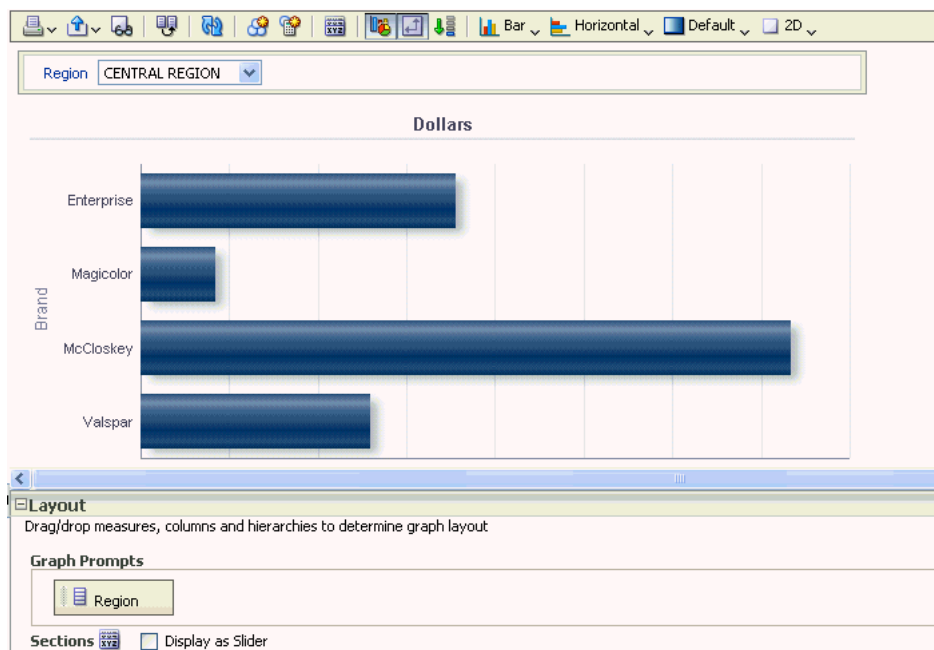 Bar Horizontal Default 2D
Region CENTRAL REGION
Dollars
Enterprise
Magicolor
Brand
McCloskey
Valspar
Layout
Drag/drop measures, columns and hierarchies to determine graph layout
Graph Prompts
Region
Sections Display as Slider